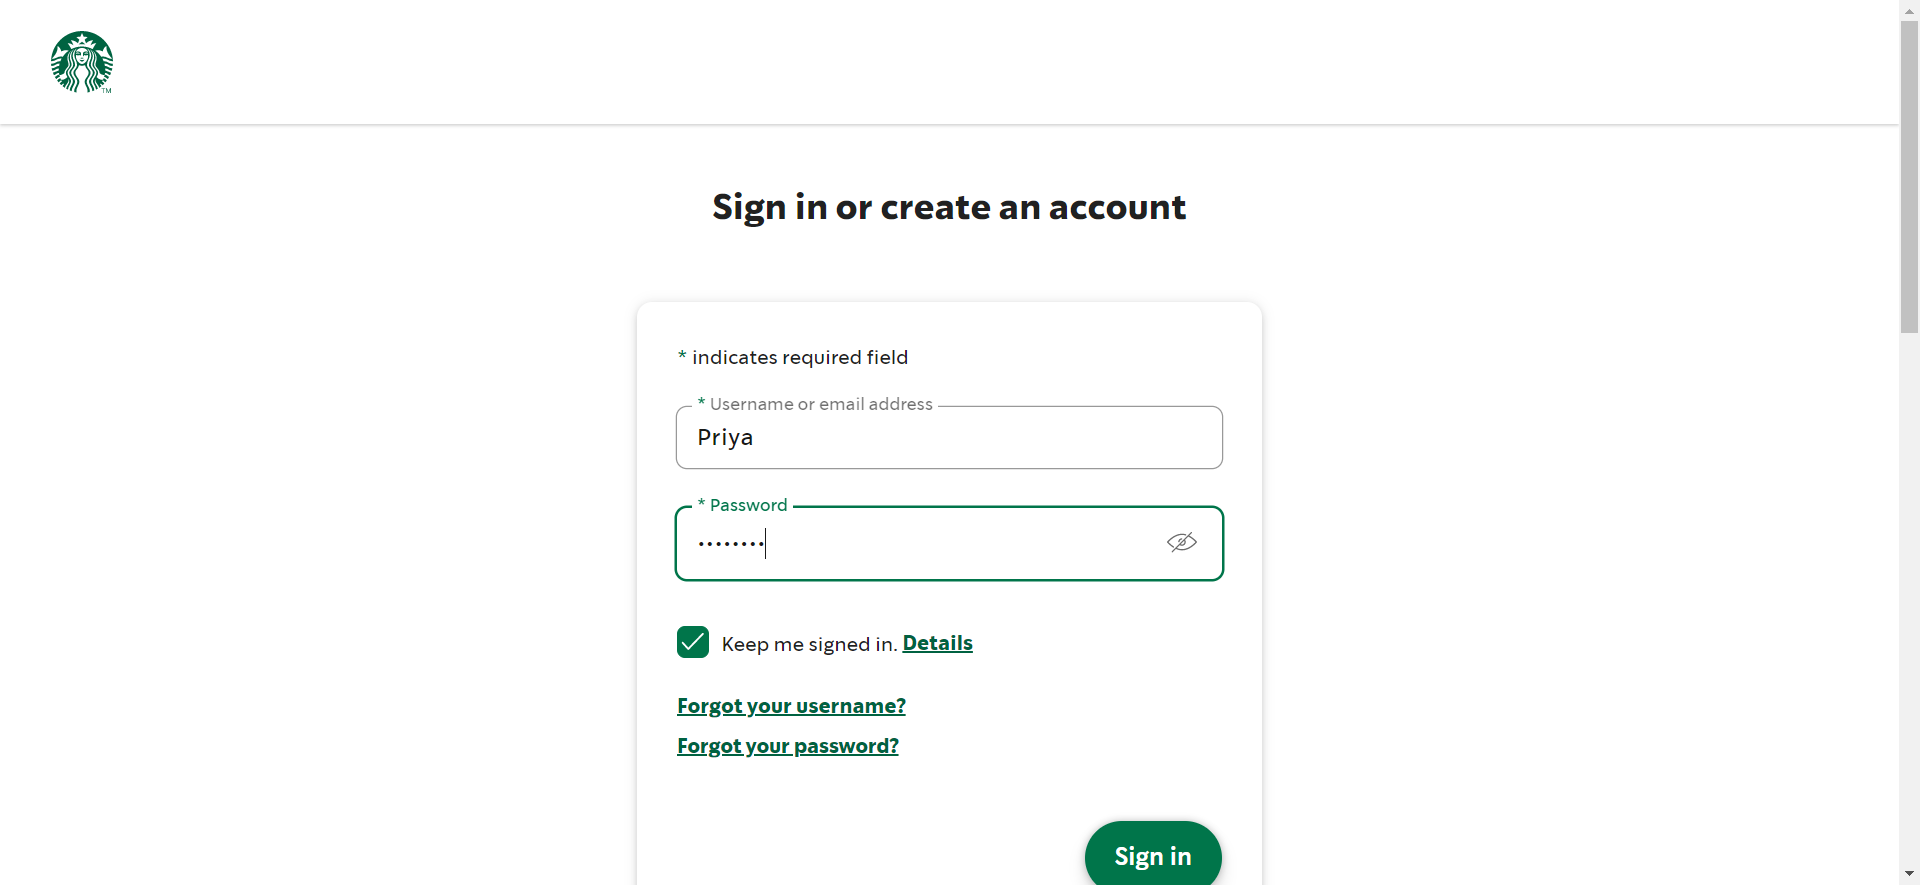 TM
Sign in or create an account
* indicates required field
* Username or email address
Priya
* Password
••••••••
Keep me signed in. Details
Forgot your username?
Forgot your password?
Sign in